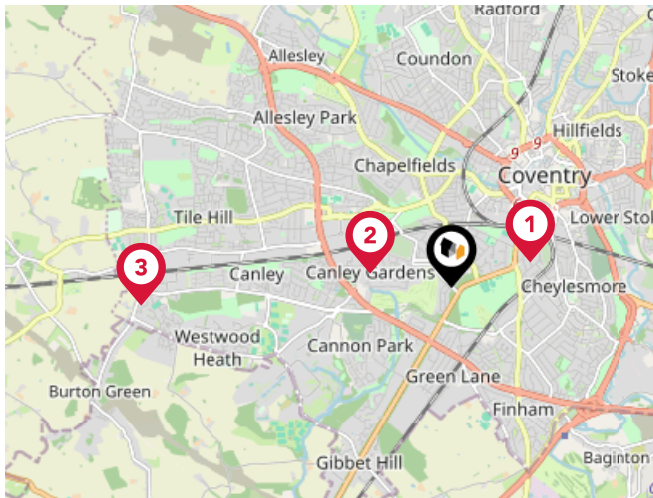 Radford
Allesley
Coundon
Stoke
Allesley Park
9
9
Hillfields
Chapelfields
Coventry
Tile Hill
2
1
Lower Stol
3
Canley
Canley Gardens
Cheylesmore
Westwood
Heath
Cannon Park
Green Lane
Burton Green
Finham
Gibbet Hill
Baginton